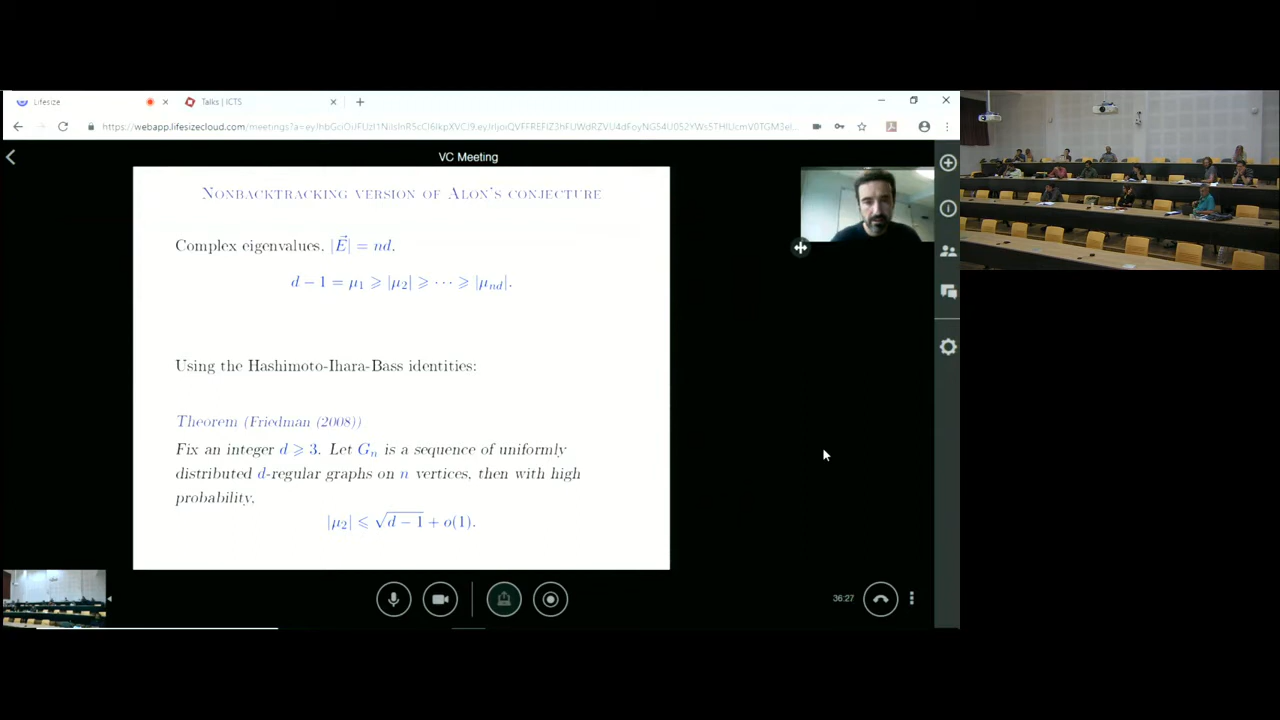 Lifesize
Talks | ICTS
VC Meeting
Nonbacktracking version of Alon's conjecture
Complex eigenvalues, |E⃗| = nd.
d − 1 = μ₁ ⩾ |μ₂| ⩾ ··· ⩾ |μₙd|.
Using the Hashimoto-Ihara-Bass identities:
Theorem (Friedman (2008))
Fix an integer d ⩾ 3. Let Gₙ is a sequence of uniformly
distributed d-regular graphs on n vertices, then with high
probability,
|μ₂| ⩽ √(d − 1) + o(1).
36:27